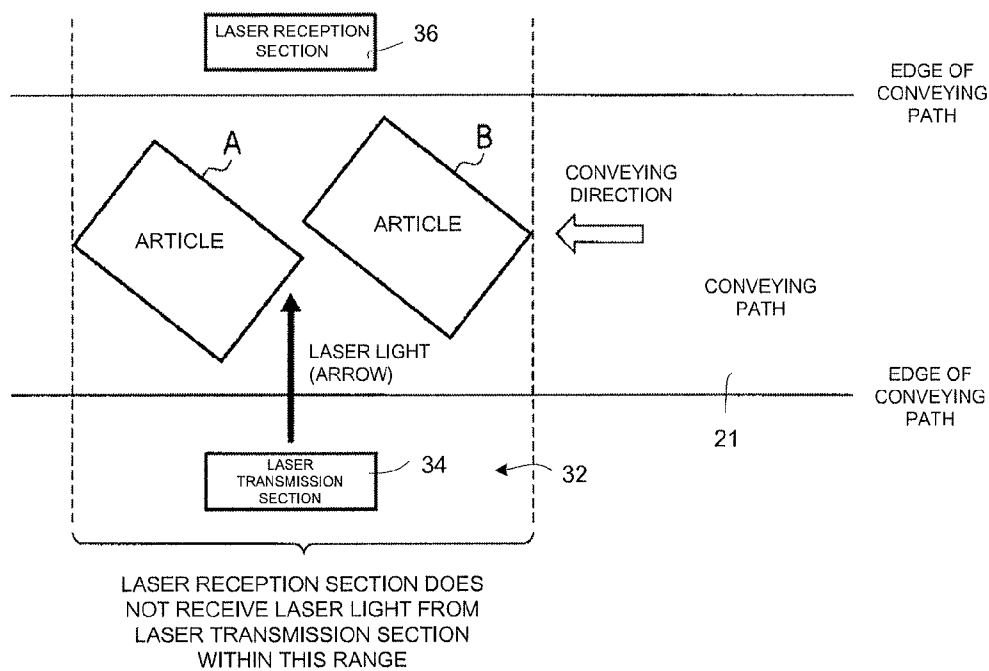 LASER RECEPTION
SECTION
36
EDGE OF
CONVEYING
PATH
A
B
CONVEYING
DIRECTION
ARTICLE
ARTICLE
CONVEYING
PATH
LASER LIGHT
(ARROW)
EDGE OF
CONVEYING
PATH
21
LASER
TRANSMISSION
SECTION
34
32
LASER RECEPTION SECTION DOES
NOT RECEIVE LASER LIGHT FROM
LASER TRANSMISSION SECTION
WITHIN THIS RANGE